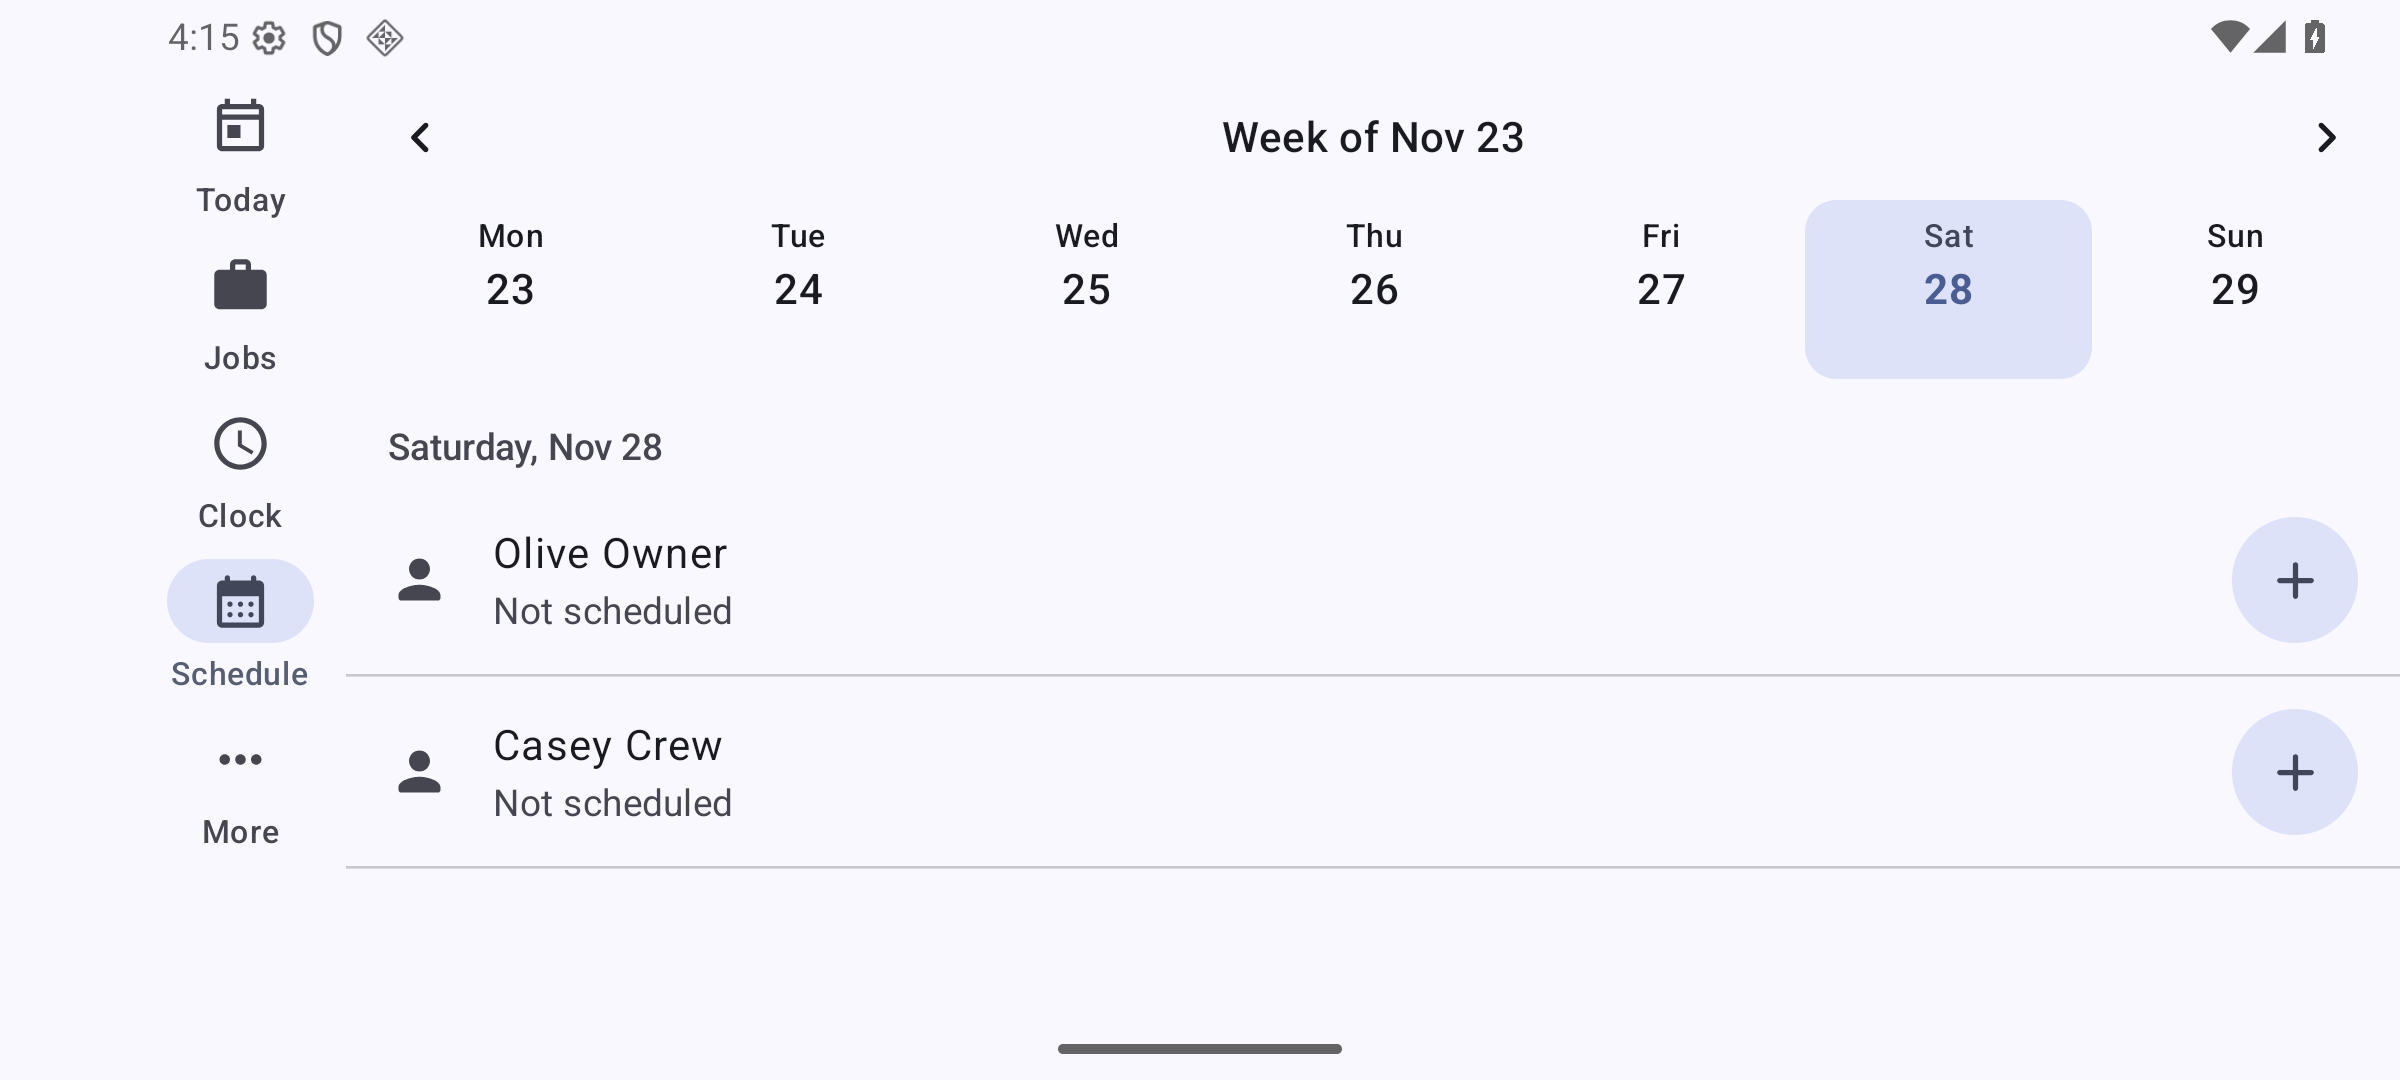 4:15
Week of Nov 23
Today
Jobs
Clock
Schedule
More
Mon Tue Wed Thu Fri Sat Sun
23 24 25 26 27 28 29
Saturday, Nov 28
Olive Owner
Not scheduled
Casey Crew
Not scheduled